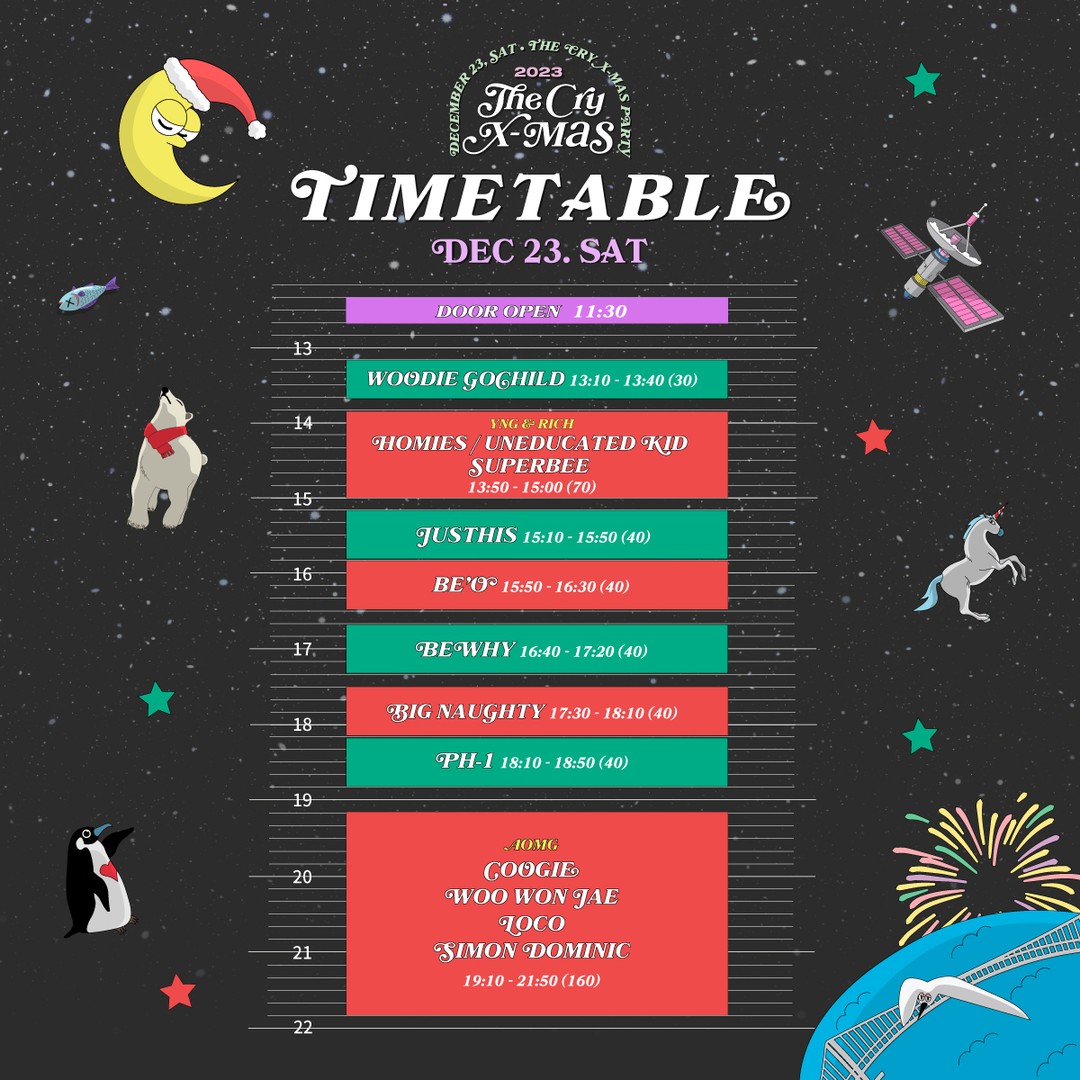 DECEMBER 23, SAT • THE CRY X-MAS PARTY
2023
The Cry
X-Mas
TIMETABLE
DEC 23. SAT
DOOR OPEN 11:30
13
WOODIE GOCHILD 13:10 - 13:40 (30)
14
YNG & RICH
HOMIES / UNEDUCATED KID
SUPERBEE
13:50 - 15:00 (70)
15
JUSTHIS 15:10 - 15:50 (40)
16
BE'O 15:50 - 16:30 (40)
17
BEWHY 16:40 - 17:20 (40)
BIG NAUGHTY 17:30 - 18:10 (40)
18
PH-1 18:10 - 18:50 (40)
19
AOMG
COOGIE
20
WOO WON JAE
LOCO
SIMON DOMINIC
21
19:10 - 21:50 (160)
22